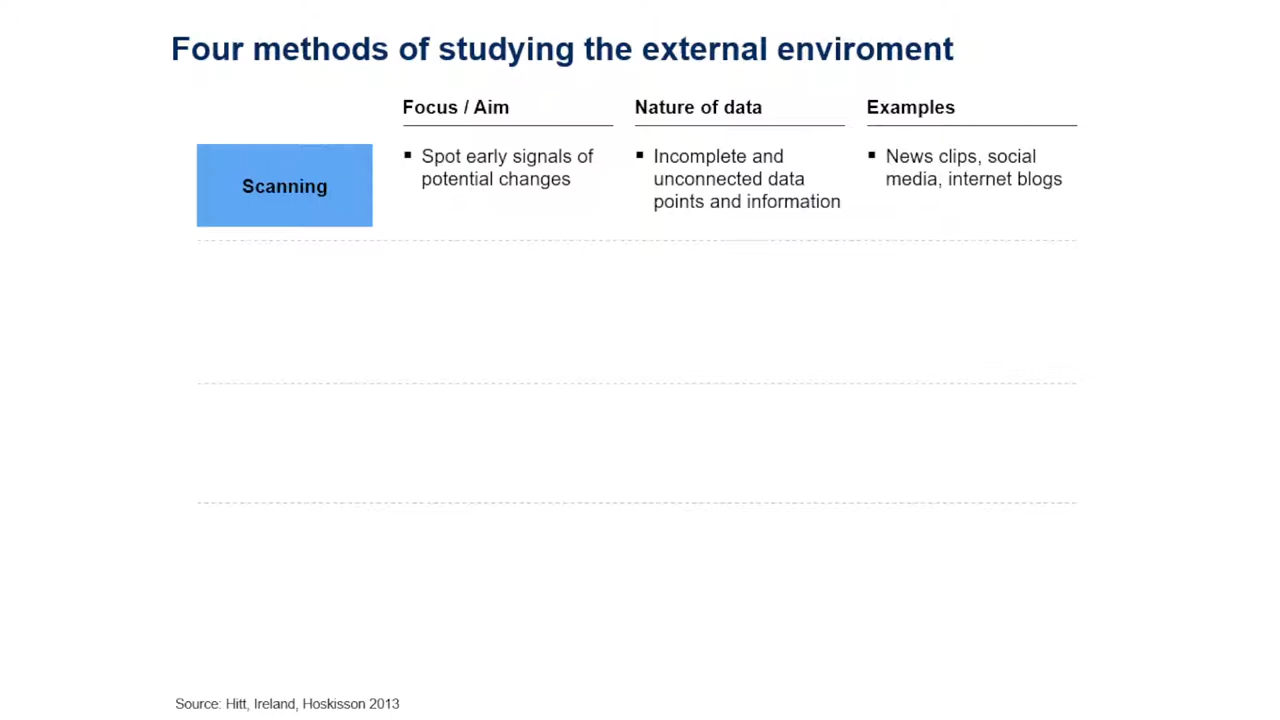 Four methods of studying the external enviroment
Focus / Aim
Nature of data
Examples
Scanning
▪ Spot early signals of
potential changes
▪ Incomplete and
unconnected data
points and information
▪ News clips, social
media, internet blogs
Source: Hitt, Ireland, Hoskisson 2013